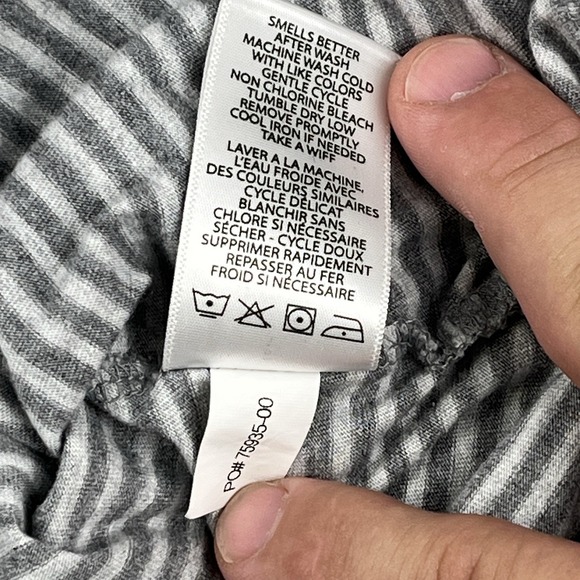 SMELLS BETTER
AFTER WASH
MACHINE WASH COLD
WITH LIKE COLORS
GENTLE CYCLE
NON CHLORINE BLEACH
TUMBLE DRY LOW
REMOVE PROMPTLY
COOL IRON IF NEEDED
TAKE A WIFF
LAVER A LA MACHINE,
L'EAU FROIDE AVEC
DES COULEURS SIMILAIRES
CYCLE DÉLICAT
BLANCHIR SANS
CHLORE SI NÉCESSAIRE
SÉCHER - CYCLE DOUX
SUPPRIMER RAPIDEMENT
REPASSER AU FER
FROID SI NÉCESSAIRE
PO# 75935-00